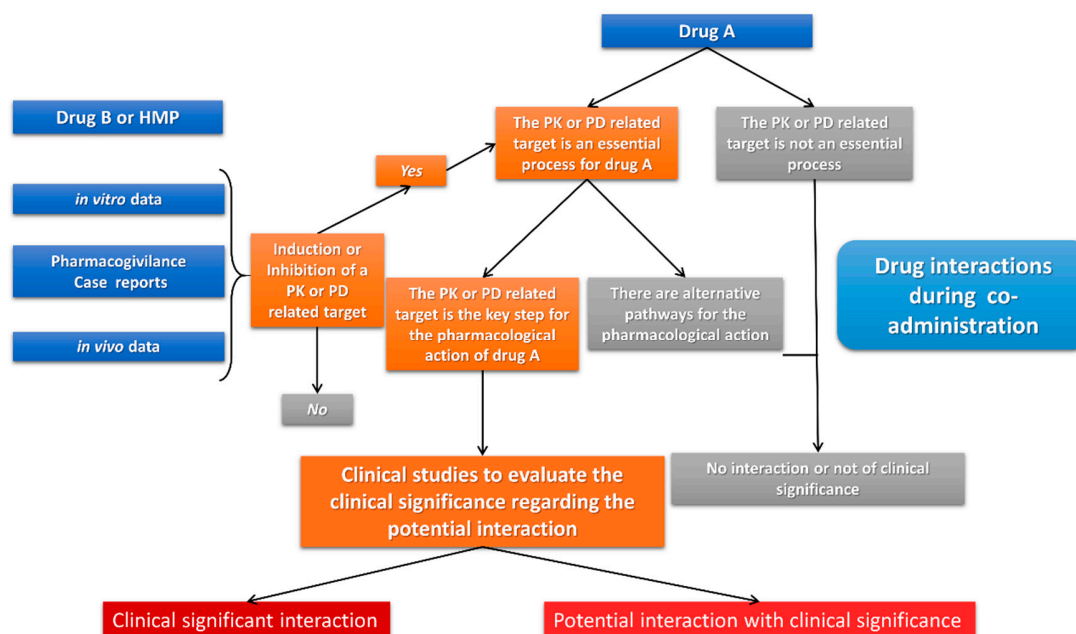 Drug A
Drug B or HMP
The PK or PD related
target is an essential
process for drug A
The PK or PD related
target is not an essential
process
Yes
in vitro data
Pharmacogivilance
Case reports
in vivo data
Induction or
Inhibition of a
PK or PD
related target
No
The PK or PD related
target is the key step for
the pharmacological
action of drug A
There are alternative
pathways for the
pharmacological action
Drug interactions
during co-
administration
Clinical studies to evaluate the
clinical significance regarding the
potential interaction
No interaction or not of clinical
significance
Clinical significant interaction
Potential interaction with clinical significance